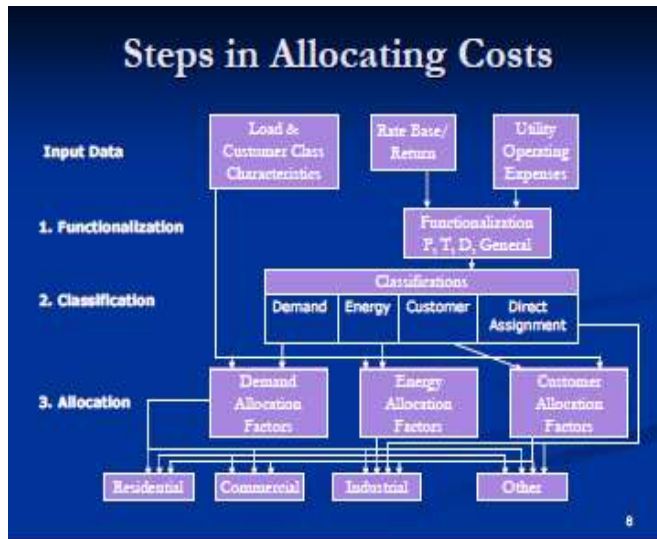 Steps in Allocating Costs
Input Data
Load &
Customer Class
Characteristics
Rate Base/
Return
Utility
Operating
Expenses
1. Functionalization
Functionalization
P, T, D, General
2. Classification
Classifications
Demand
Energy
Customer
Direct
Assignment
3. Allocation
Demand
Allocation
Factors
Energy
Allocation
Factors
Customer
Allocation
Factors
Residential
Commercial
Industrial
Other
8